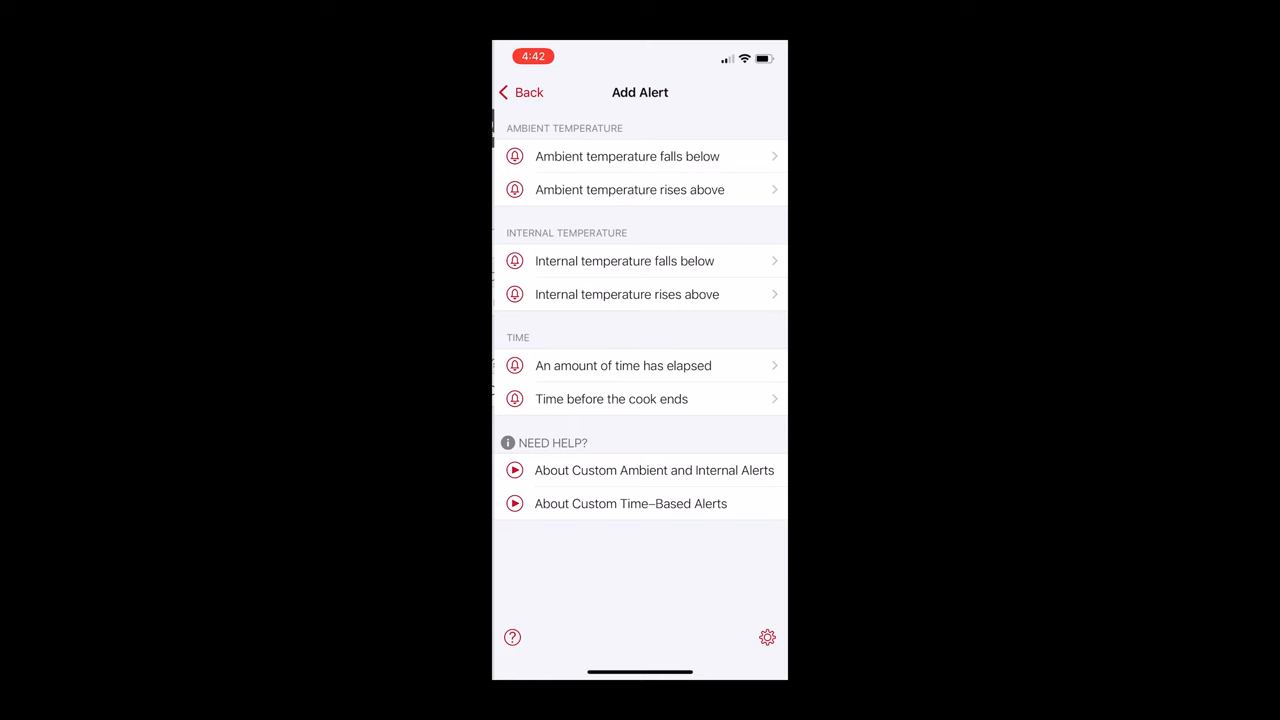 4:42
Back
Add Alert
AMBIENT TEMPERATURE
Ambient temperature falls below
Ambient temperature rises above
INTERNAL TEMPERATURE
Internal temperature falls below
Internal temperature rises above
TIME
An amount of time has elapsed
Time before the cook ends
NEED HELP?
About Custom Ambient and Internal Alerts
About Custom Time–Based Alerts